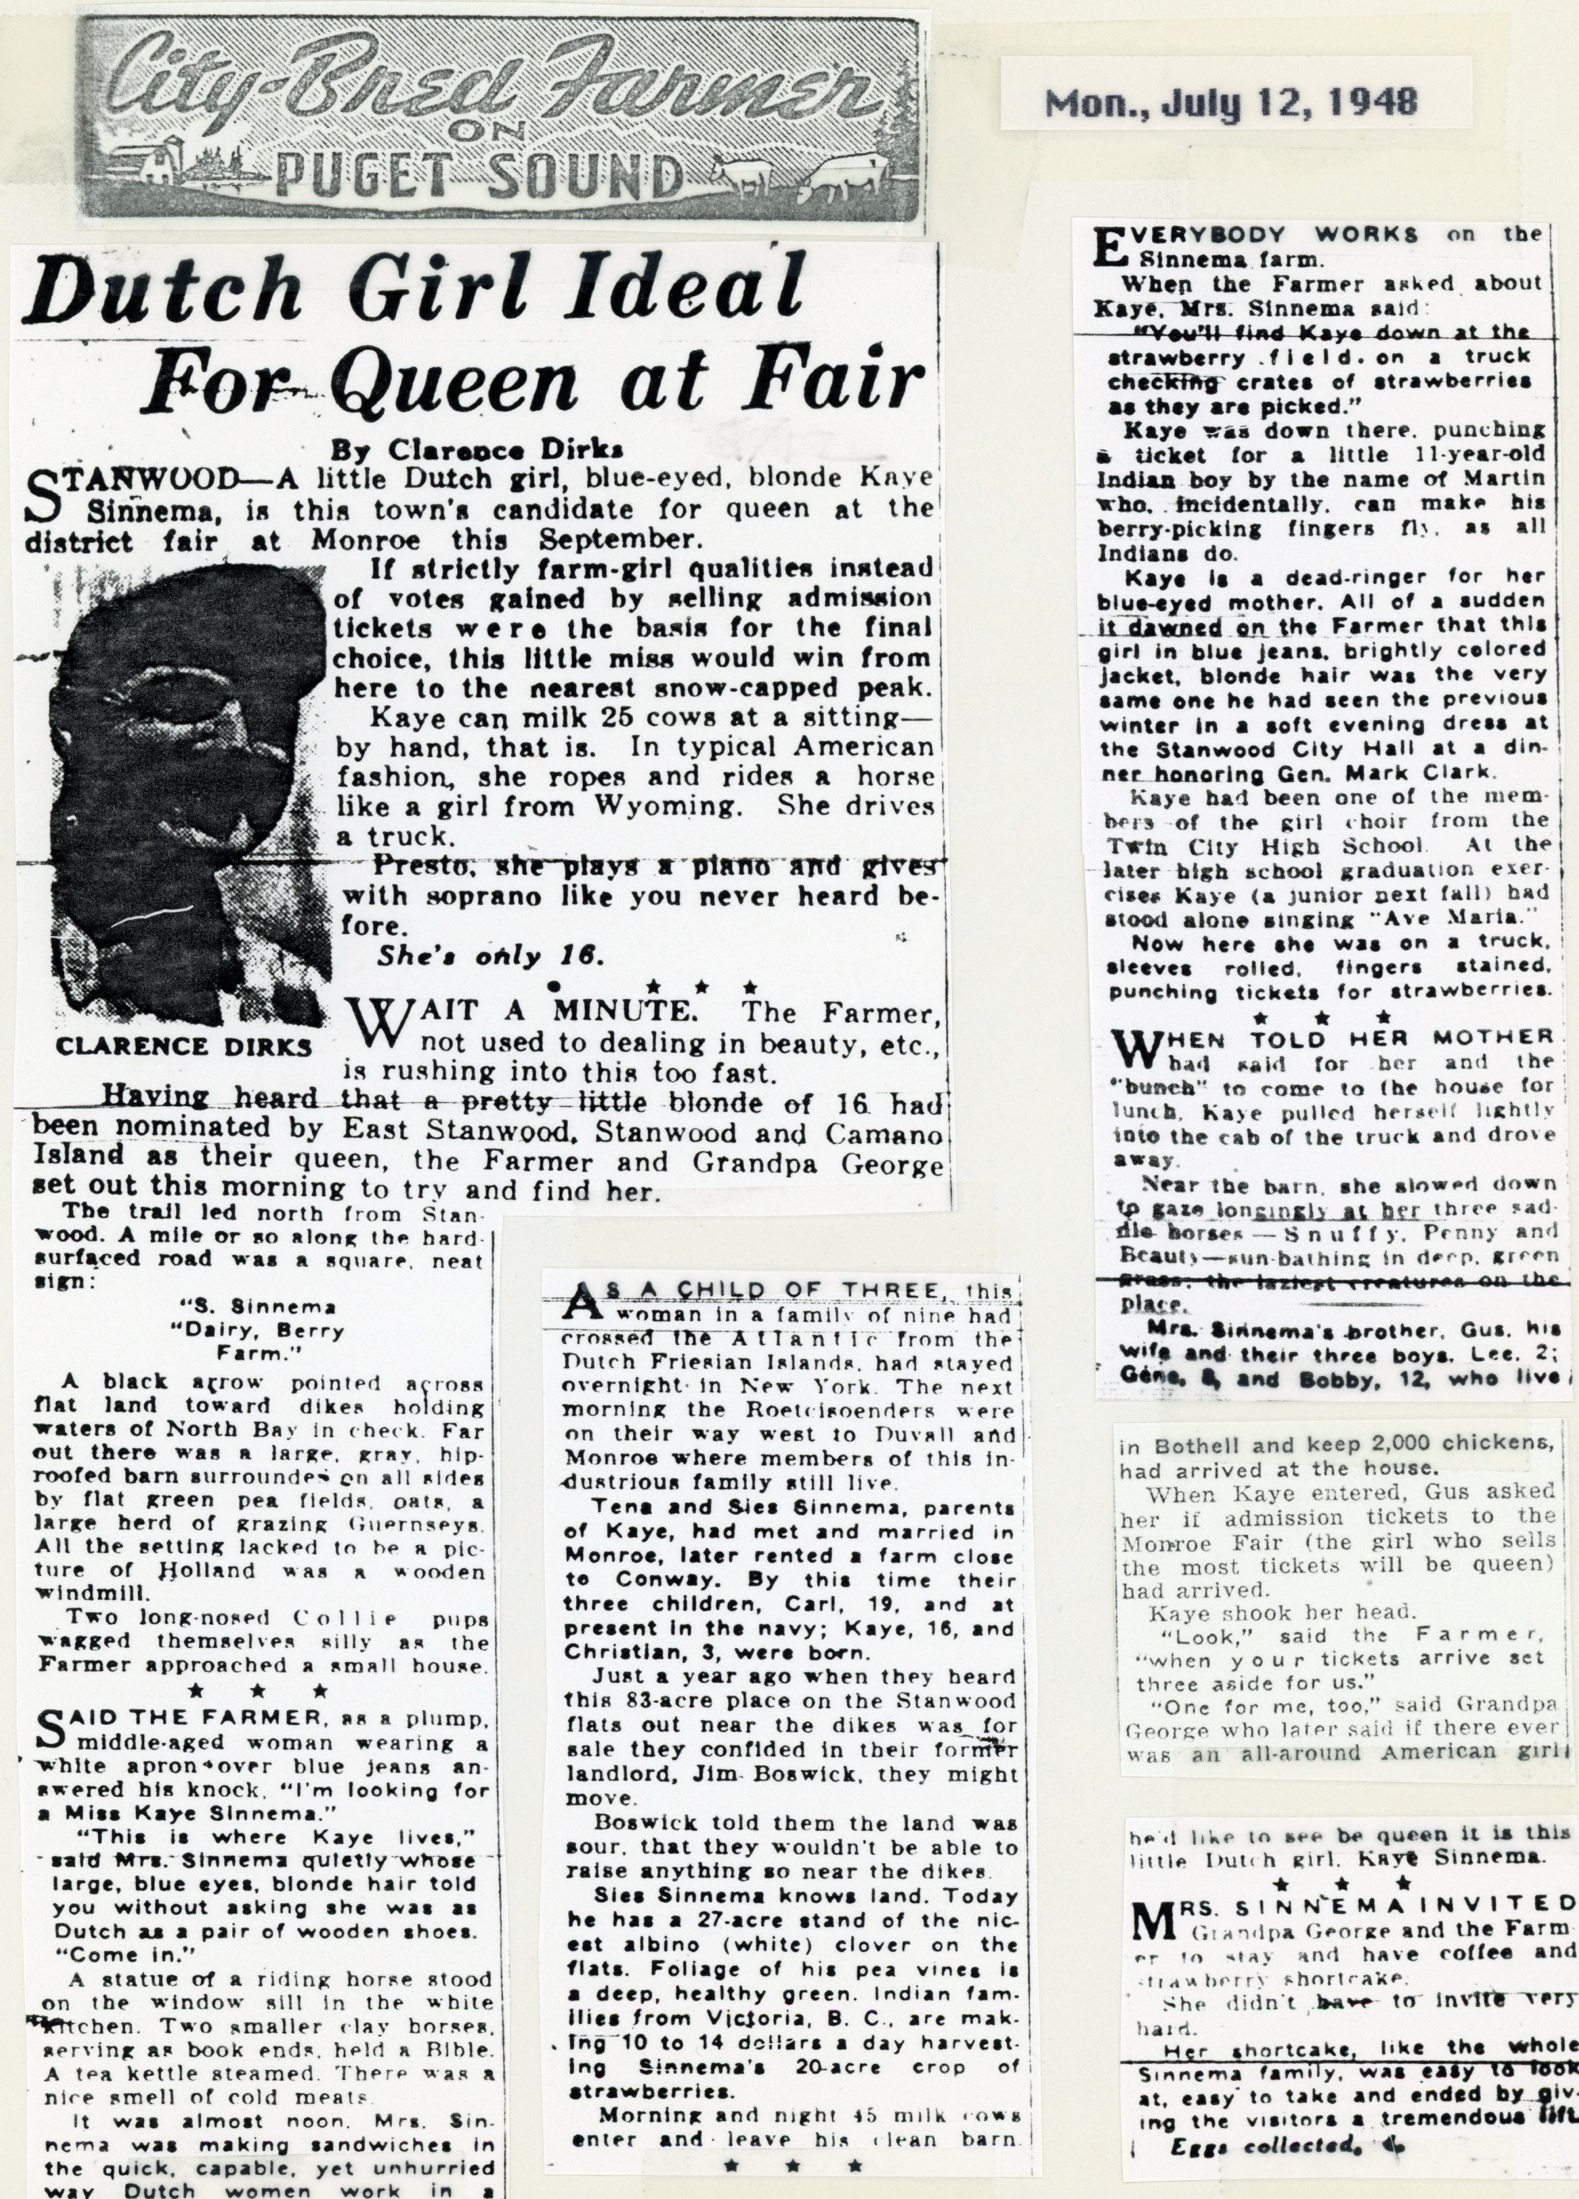 City-Bred Farmer
ON
PUGET SOUND
Mon., July 12, 1948
Dutch Girl Ideal
For Queen at Fair
By Clarence Dirks
STANWOOD—A little Dutch girl, blue-eyed, blonde Kaye
Sinnema, is this town's candidate for queen at the
district fair at Monroe this September.
If strictly farm-girl qualities instead
of votes gained by selling admission
tickets were the basis for the final
choice, this little miss would win from
here to the nearest snow-capped peak.
Kaye can milk 25 cows at a sitting—
by hand, that is. In typical American
fashion, she ropes and rides a horse
like a girl from Wyoming. She drives
a truck.
Presto, she plays a piano and gives
with soprano like you never heard be-
fore.
She's only 16.
CLARENCE DIRKS
WAIT A MINUTE. The Farmer,
not used to dealing in beauty, etc.,
is rushing into this too fast.
Having heard that a pretty little blonde of 16 had
been nominated by East Stanwood, Stanwood and Camano
Island as their queen, the Farmer and Grandpa George
set out this morning to try and find her.
The trail led north from Stan-
wood. A mile or so along the hard-
surfaced road was a square, neat
sign:
"S. Sinnema
"Dairy, Berry
Farm."
A black arrow pointed across
flat land toward dikes holding
waters of North Bay in check. Far
out there was a large, gray, hip-
roofed barn surrounded on all sides
by flat green pea fields, oats, a
large herd of grazing Guernseys.
All the setting lacked to be a pic-
ture of Holland was a wooden
windmill.
Two long-nosed Collie pups
wagged themselves silly as the
Farmer approached a small house.
SAID THE FARMER, as a plump,
middle-aged woman wearing a
white apron over blue jeans an-
swered his knock, "I'm looking for
a Miss Kaye Sinnema."
"This is where Kaye lives,"
said Mrs. Sinnema quietly whose
large, blue eyes, blonde hair told
you without asking she was as
Dutch as a pair of wooden shoes.
"Come in."
A statue of a riding horse stood
on the window sill in the white
kitchen. Two smaller clay horses,
serving as book ends, held a Bible.
A tea kettle steamed. There was a
nice smell of cold meats.
It was almost noon. Mrs. Sin-
nema was making sandwiches in
the quick, capable, yet unhurried
way Dutch women work in a
AS A CHILD OF THREE, this
woman in a family of nine had
crossed the Atlantic from the
Dutch Friesian Islands, had stayed
overnight in New York. The next
morning the Roetcisoenders were
on their way west to Duvall and
Monroe where members of this in-
dustrious family still live.
Tena and Sies Sinnema, parents
of Kaye, had met and married in
Monroe, later rented a farm close
to Conway. By this time their
three children, Carl, 19, and at
present in the navy; Kaye, 16, and
Christian, 3, were born.
Just a year ago when they heard
this 83-acre place on the Stanwood
flats out near the dikes was for
sale they confided in their former
landlord, Jim Boswick, they might
move.
Boswick told them the land was
sour, that they wouldn't be able to
raise anything so near the dikes.
Sies Sinnema knows land. Today
he has a 27-acre stand of the nic-
est albino (white) clover on the
flats. Foliage of his pea vines is
a deep, healthy green. Indian fam-
ilies from Victoria, B. C., are mak-
ing 10 to 14 dollars a day harvest-
ing Sinnema's 20-acre crop of
strawberries.
Morning and night 45 milk cows
enter and leave his clean barn.
EVERYBODY WORKS on the
Sinnema farm.
When the Farmer asked about
Kaye, Mrs. Sinnema said:
"You'll find Kaye down at the
strawberry field on a truck
checking crates of strawberries
as they are picked."
Kaye was down there, punching
a ticket for a little 11-year-old
Indian boy by the name of Martin
who, incidentally, can make his
berry-picking fingers fly, as all
Indians do.
Kaye is a dead-ringer for her
blue-eyed mother. All of a sudden
it dawned on the Farmer that this
girl in blue jeans, brightly colored
jacket, blonde hair was the very
same one he had seen the previous
winter in a soft evening dress at
the Stanwood City Hall at a din-
ner honoring Gen. Mark Clark.
Kaye had been one of the mem-
bers of the girl choir from the
Twin City High School. At the
later high school graduation exer-
cises Kaye (a junior next fall) had
stood alone singing "Ave Maria."
Now here she was on a truck,
sleeves rolled, fingers stained,
punching tickets for strawberries.
WHEN TOLD HER MOTHER
had said for her and the
"bunch" to come to the house for
lunch, Kaye pulled herself lightly
into the cab of the truck and drove
away.
Near the barn, she slowed down
to gaze longingly at her three sad-
dle horses—Snuffy, Penny and
Beauty—sun-bathing in deep, green
grass; the laziest creatures on the
place.
Mrs. Sinnema's brother, Gus, his
wife and their three boys, Lee, 2;
Gene, 8, and Bobby, 12, who live
in Bothell and keep 2,000 chickens,
had arrived at the house.
When Kaye entered, Gus asked
her if admission tickets to the
Monroe Fair (the girl who sells
the most tickets will be queen)
had arrived.
Kaye shook her head.
"Look," said the Farmer,
"when your tickets arrive set
three aside for us."
"One for me, too," said Grandpa
George who later said if there ever
was an all-around American girl
he'd like to see be queen it is this
little Dutch girl, Kaye Sinnema.
MRS. SINNEMA INVITED
Grandpa George and the Farm-
er to stay and have coffee and
strawberry shortcake.
She didn't have to invite very
hard.
Her shortcake, like the whole
Sinnema family, was easy to look
at, easy to take and ended by giv-
ing the visitors a tremendous lift.
Eggs collected.